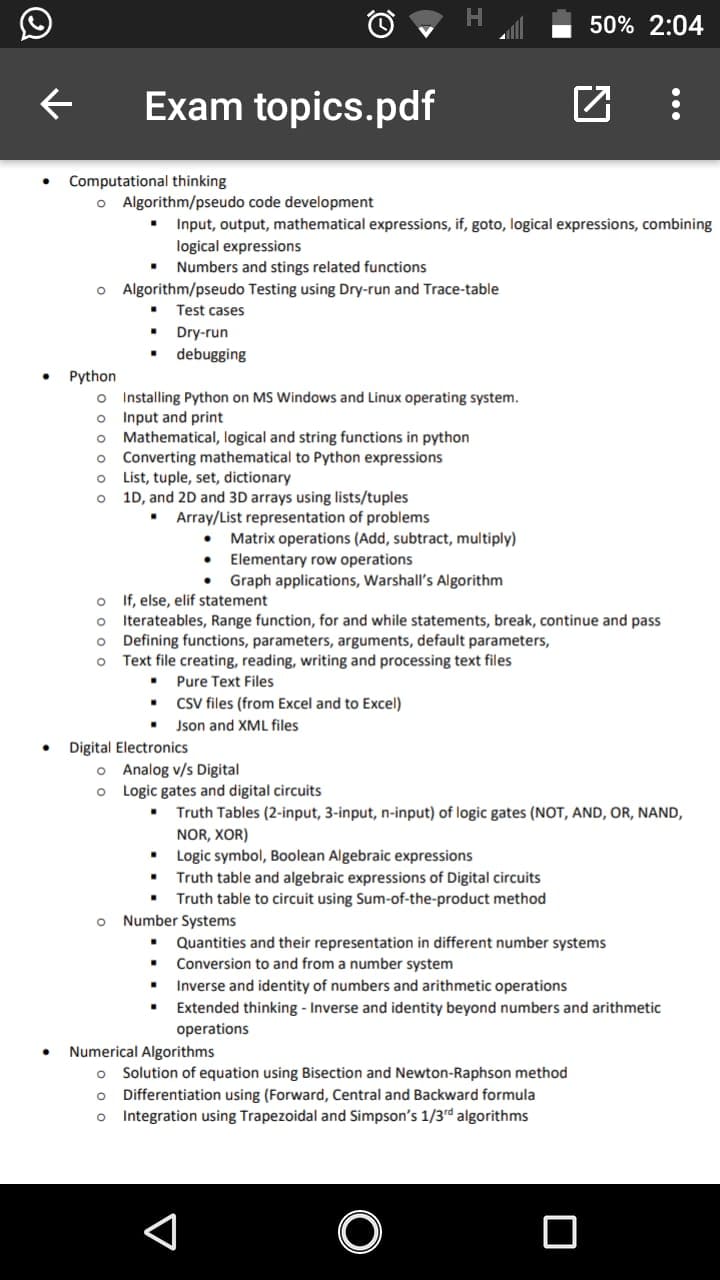 H 50% 2:04
Exam topics.pdf
• Computational thinking
o Algorithm/pseudo code development
▪ Input, output, mathematical expressions, if, goto, logical expressions, combining
logical expressions
▪ Numbers and stings related functions
o Algorithm/pseudo Testing using Dry-run and Trace-table
▪ Test cases
▪ Dry-run
▪ debugging
• Python
o Installing Python on MS Windows and Linux operating system.
o Input and print
o Mathematical, logical and string functions in python
o Converting mathematical to Python expressions
o List, tuple, set, dictionary
o 1D, and 2D and 3D arrays using lists/tuples
▪ Array/List representation of problems
• Matrix operations (Add, subtract, multiply)
• Elementary row operations
• Graph applications, Warshall's Algorithm
o If, else, elif statement
o Iterateables, Range function, for and while statements, break, continue and pass
o Defining functions, parameters, arguments, default parameters,
o Text file creating, reading, writing and processing text files
▪ Pure Text Files
▪ CSV files (from Excel and to Excel)
▪ Json and XML files
• Digital Electronics
o Analog v/s Digital
o Logic gates and digital circuits
▪ Truth Tables (2-input, 3-input, n-input) of logic gates (NOT, AND, OR, NAND,
NOR, XOR)
▪ Logic symbol, Boolean Algebraic expressions
▪ Truth table and algebraic expressions of Digital circuits
▪ Truth table to circuit using Sum-of-the-product method
o Number Systems
▪ Quantities and their representation in different number systems
▪ Conversion to and from a number system
▪ Inverse and identity of numbers and arithmetic operations
▪ Extended thinking - Inverse and identity beyond numbers and arithmetic
operations
• Numerical Algorithms
o Solution of equation using Bisection and Newton-Raphson method
o Differentiation using (Forward, Central and Backward formula
o Integration using Trapezoidal and Simpson's 1/3rd algorithms